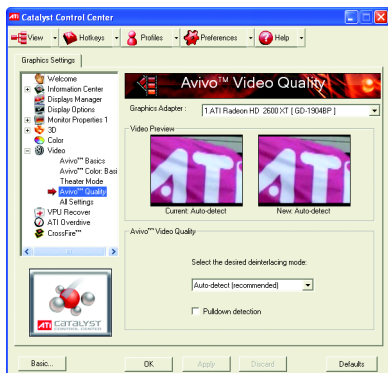 ATI Catalyst Control Center
View Hotkeys Profiles Preferences Help
Graphics Settings
Welcome
Information Center
Displays Manager
Display Options
Monitor Properties 1
3D
Color
Video
Avivo™ Basics
Avivo™ Color: Basi
Theater Mode
Avivo™ Quality
All Settings
VPU Recover
ATI Overdrive
CrossFire™
ATI CATALYST
CONTROL CENTER
Avivo™ Video Quality
Graphics Adapter :
1.ATI Radeon HD 2600 XT [ GD-1904BP ]
Video Preview
ATI
ATI
Current: Auto-detect
New: Auto-detect
Avivo™ Video Quality
Select the desired deinterlacing mode:
Auto-detect (recommended)
Pulldown detection
Basic...
OK
Apply
Discard
Defaults